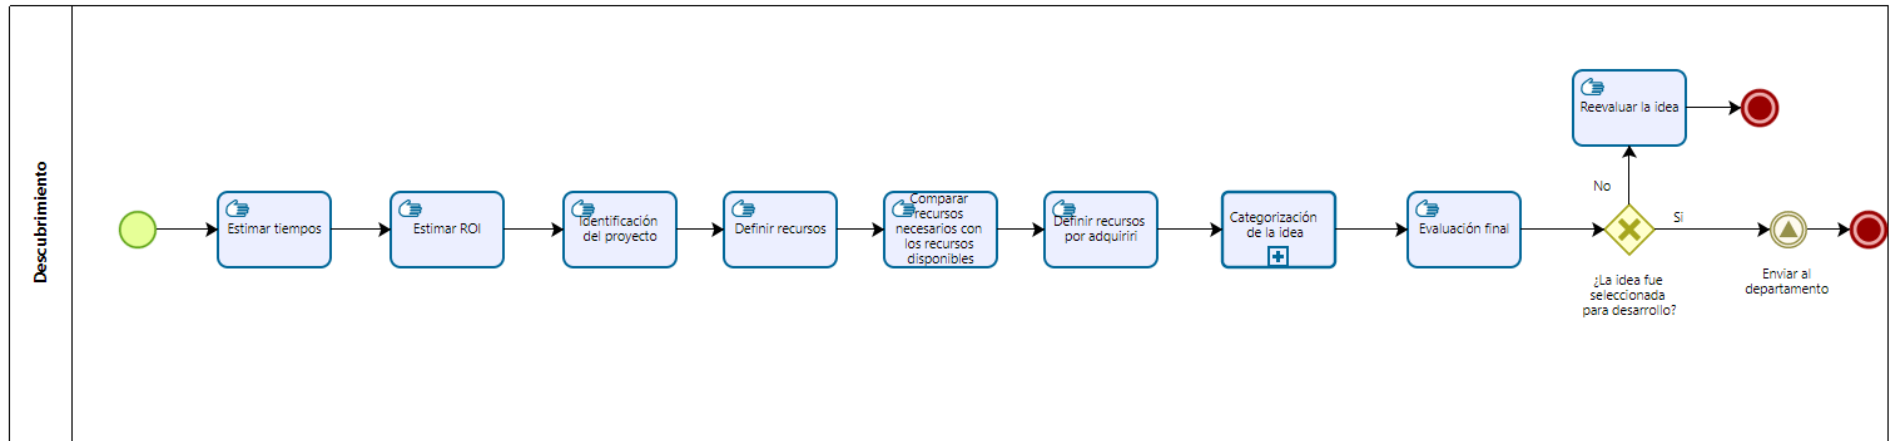 Descubrimiento
Estimar tiempos
Estimar ROI
Identificación
del proyecto
Definir recursos
Comparar
recursos
necesarios con
los recursos
disponibles
Definir recursos
por adquiriri
Categorización
de la idea
Evaluación final
¿La idea fue
seleccionada
para desarrollo?
No
Reevaluar la idea
Si
Enviar al
departamento